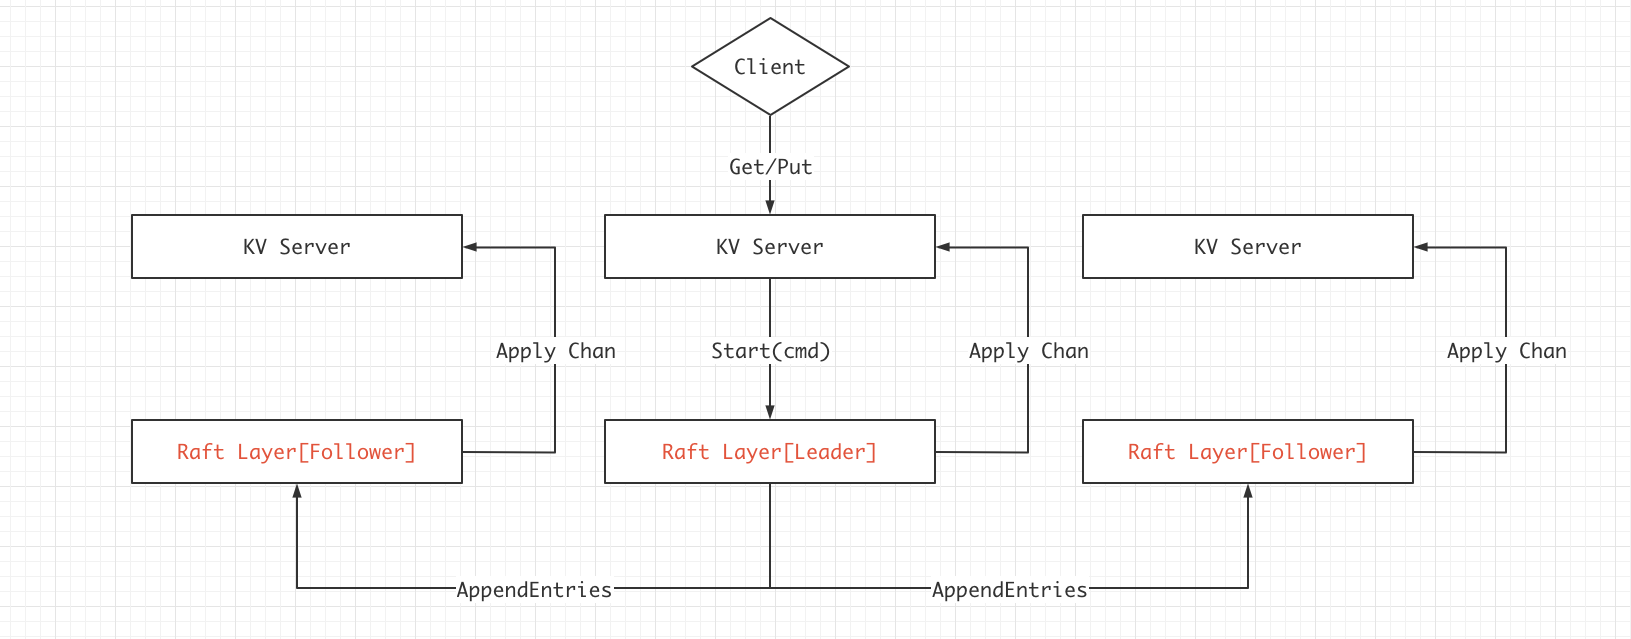 Client
Get/Put
KV Server
KV Server
KV Server
Apply Chan
Start(cmd)
Apply Chan
Apply Chan
Raft Layer[Follower]
Raft Layer[Leader]
Raft Layer[Follower]
AppendEntries
AppendEntries